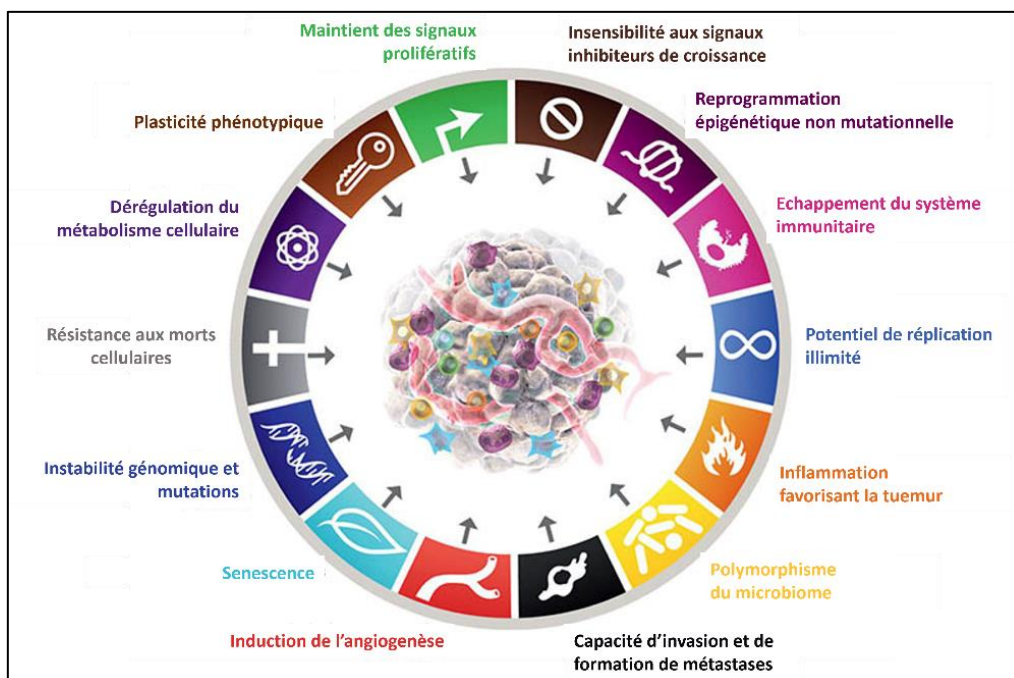 Maintient des signaux
prolifératifs
Insensibilité aux signaux
inhibiteurs de croissance
Reprogrammation
épigénétique non mutationnelle
Echappement du système
immunitaire
Potentiel de réplication
illimité
Inflammation
favorisant la tuemur
Polymorphisme
du microbiome
Capacité d’invasion et de
formation de métastases
Induction de l’angiogenèse
Senescence
Instabilité génomique et
mutations
Résistance aux morts
cellulaires
Dérégulation du
métabolisme cellulaire
Plasticité phénotypique